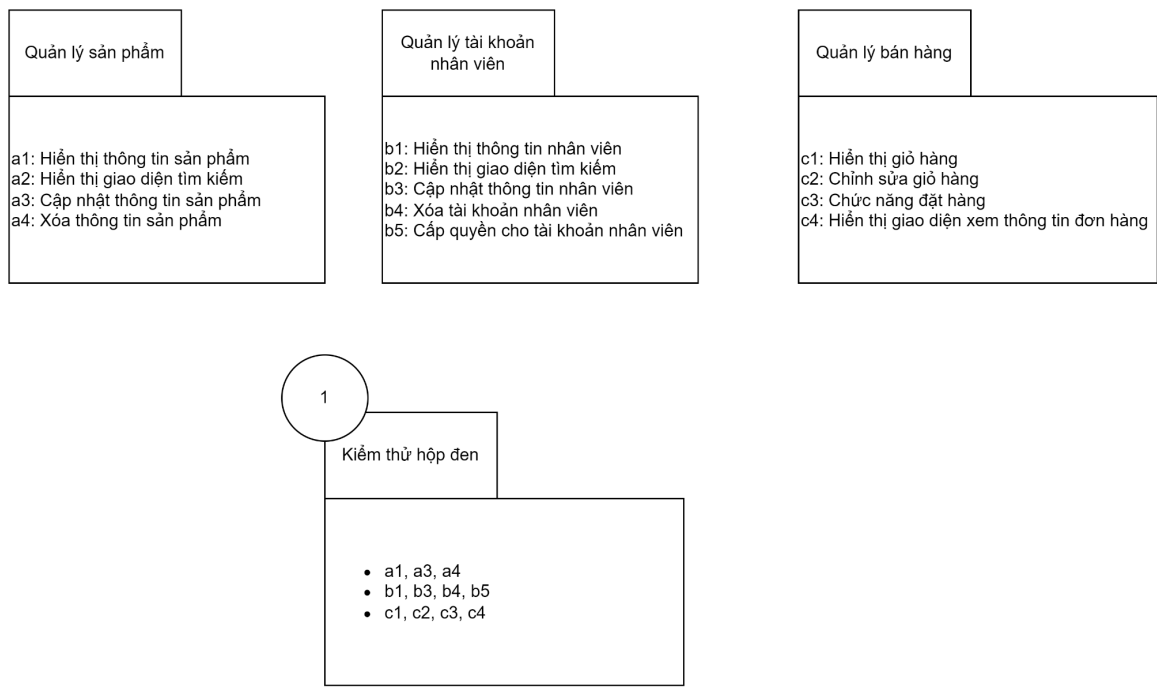 Quản lý sản phẩm
a1: Hiển thị thông tin sản phẩm
a2: Hiển thị giao diện tìm kiếm
a3: Cập nhật thông tin sản phẩm
a4: Xóa thông tin sản phẩm
Quản lý tài khoản
nhân viên
b1: Hiển thị thông tin nhân viên
b2: Hiển thị giao diện tìm kiếm
b3: Cập nhật thông tin nhân viên
b4: Xóa tài khoản nhân viên
b5: Cấp quyền cho tài khoản nhân viên
Quản lý bán hàng
c1: Hiển thị giỏ hàng
c2: Chỉnh sửa giỏ hàng
c3: Chức năng đặt hàng
c4: Hiển thị giao diện xem thông tin đơn hàng
1
Kiểm thử hộp đen
• a1, a3, a4
• b1, b3, b4, b5
• c1, c2, c3, c4